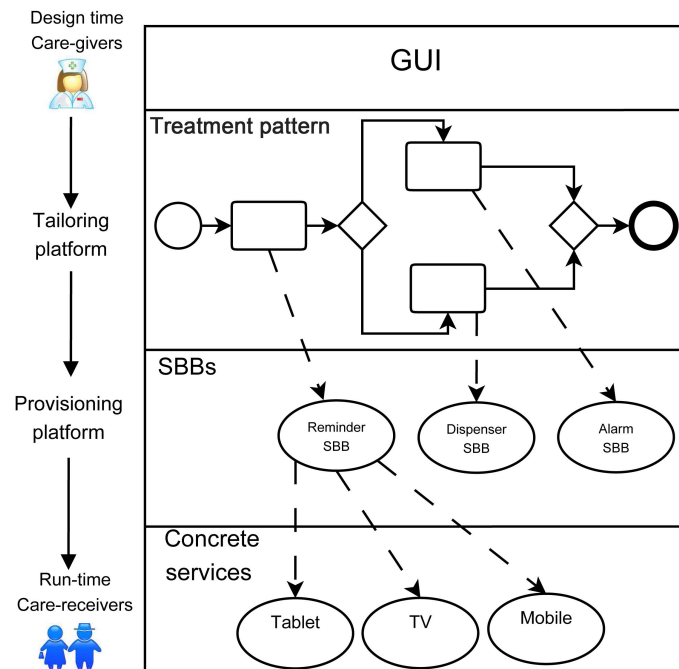 Design time
Care-givers
GUI
Treatment pattern
Tailoring
platform
SBBs
Provisioning
platform
Reminder
SBB
Dispenser
SBB
Alarm
SBB
Concrete
services
Run-time
Care-receivers
Tablet
TV
Mobile